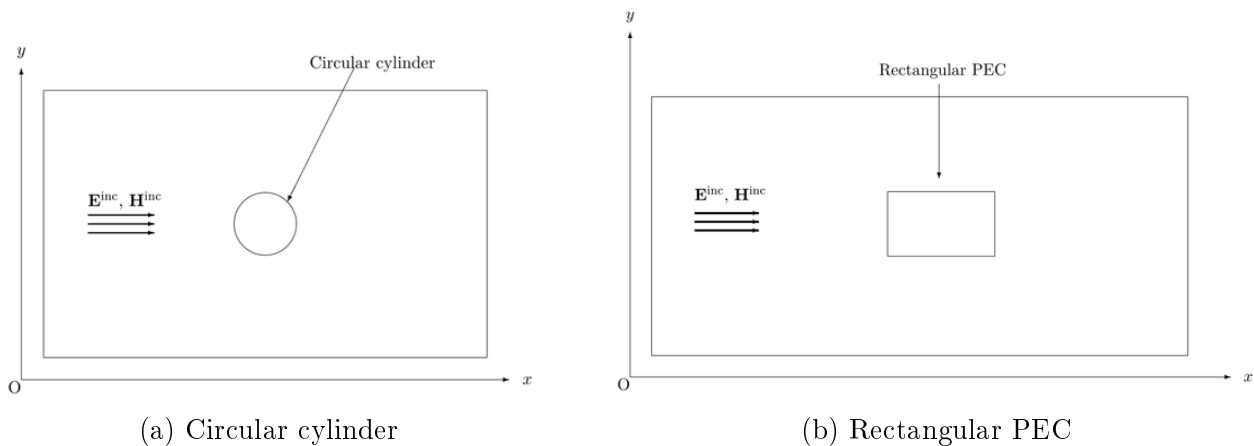 y
Circular cylinder
E^inc, H^inc
O
x
(a) Circular cylinder
y
Rectangular PEC
E^inc, H^inc
O
x
(b) Rectangular PEC